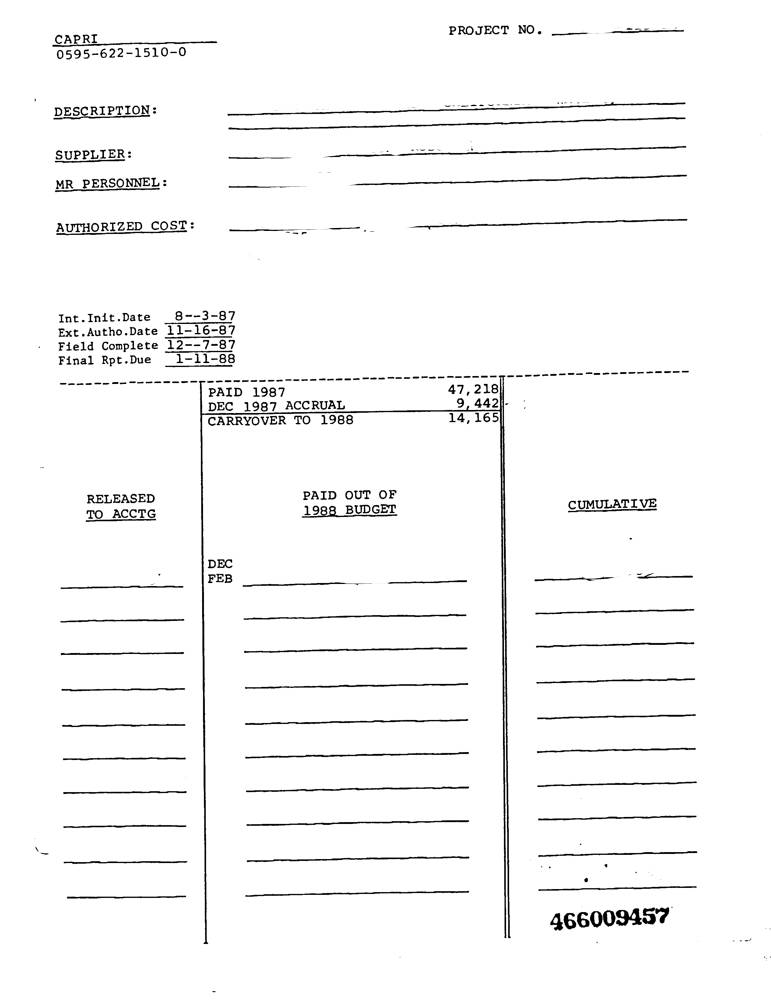 CAPRI
0595-622-1510-0
PROJECT NO.
DESCRIPTION:
SUPPLIER:
MR PERSONNEL:
AUTHORIZED COST:
Int.Init.Date 8--3-87
Ext.Autho.Date 11-16-87
Field Complete 12--7-87
Final Rpt.Due 1-11-88
PAID 1987 47,218
DEC 1987 ACCRUAL 9,442
CARRYOVER TO 1988 14,165
RELEASED
TO ACCTG
PAID OUT OF
1988 BUDGET
CUMULATIVE
DEC
FEB
466009457